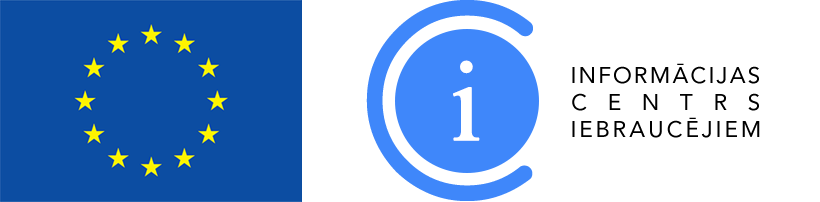 i
INFORMĀCIJAS
CENTRS
IEBRAUCĒJIEM